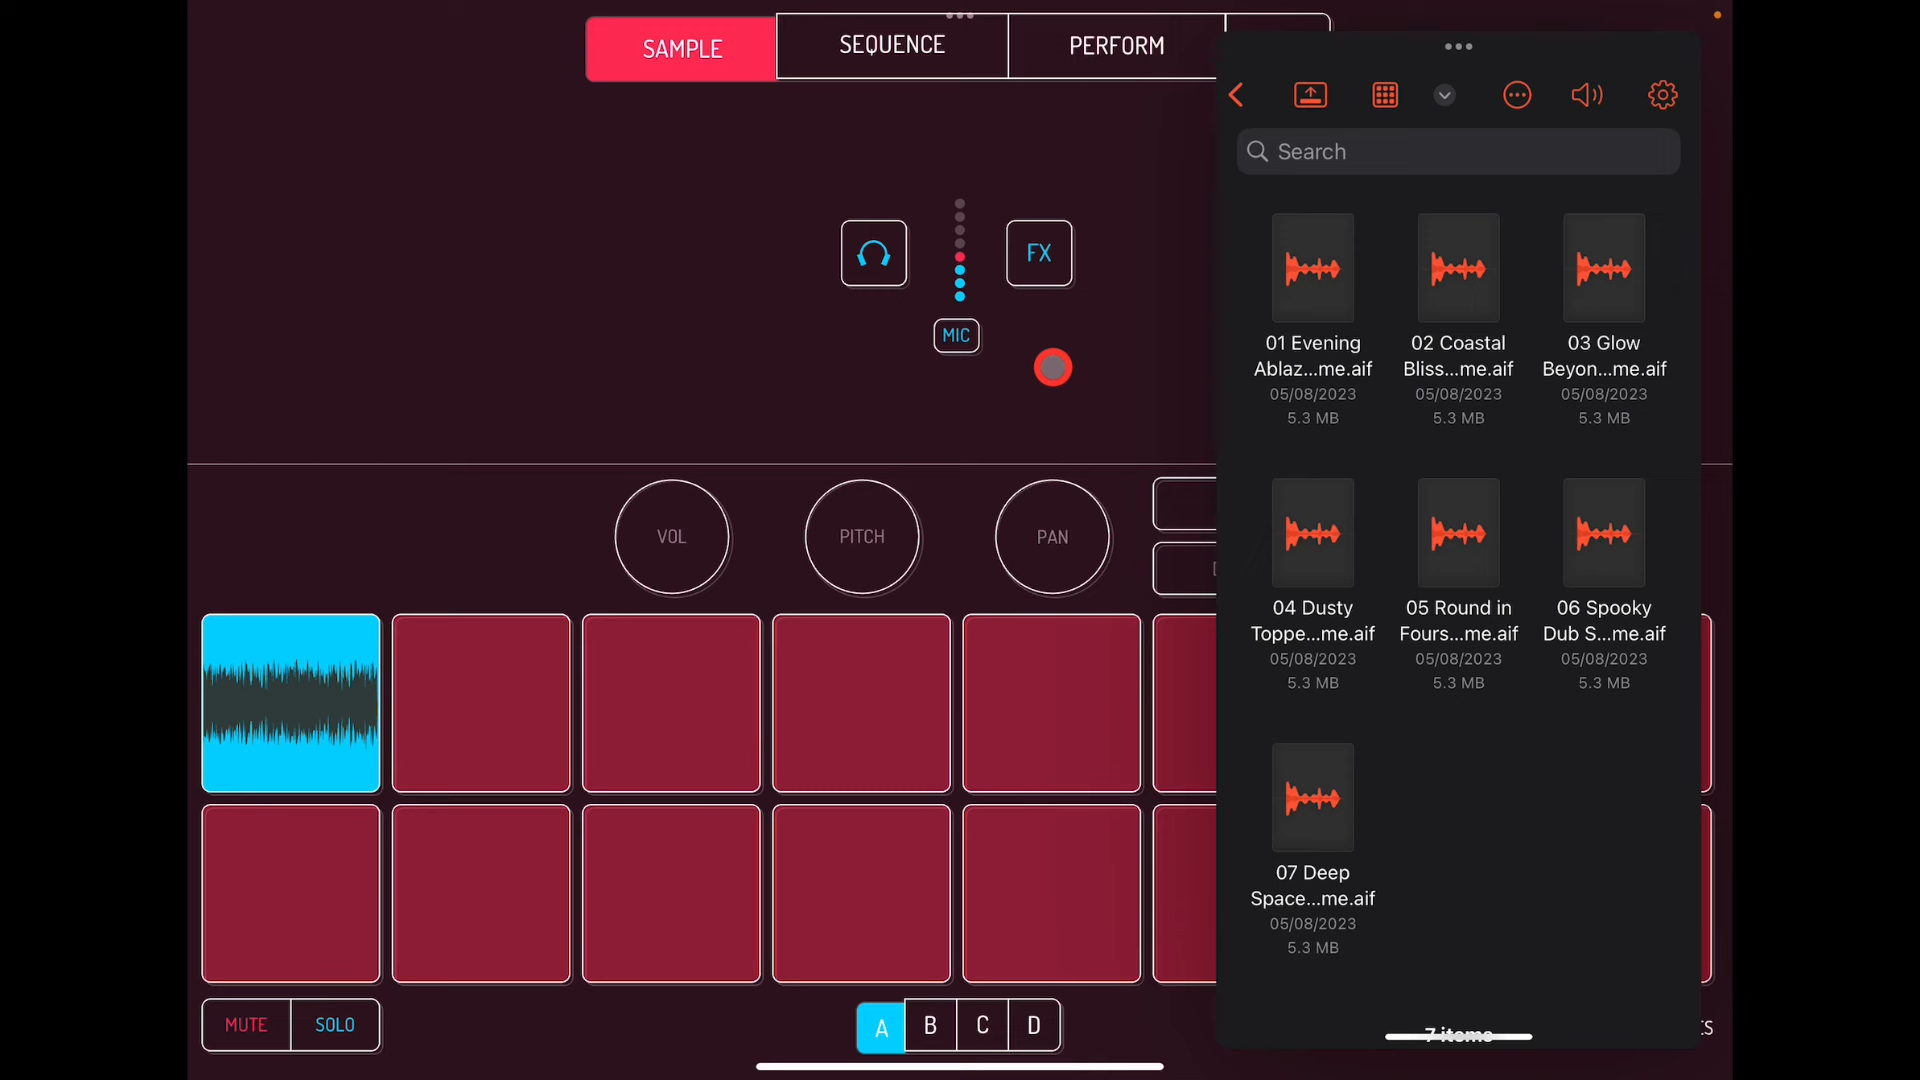 SAMPLE
SEQUENCE
PERFORM
Search
FX
MIC
01 Evening
Ablaz...me.aif
05/08/2023
5.3 MB
02 Coastal
Bliss...me.aif
05/08/2023
5.3 MB
03 Glow
Beyon...me.aif
05/08/2023
5.3 MB
VOL
PITCH
PAN
04 Dusty
Toppe...me.aif
05/08/2023
5.3 MB
05 Round in
Fours...me.aif
05/08/2023
5.3 MB
06 Spooky
Dub S...me.aif
05/08/2023
5.3 MB
07 Deep
Space...me.aif
05/08/2023
5.3 MB
MUTE
SOLO
A
B
C
D
7 items